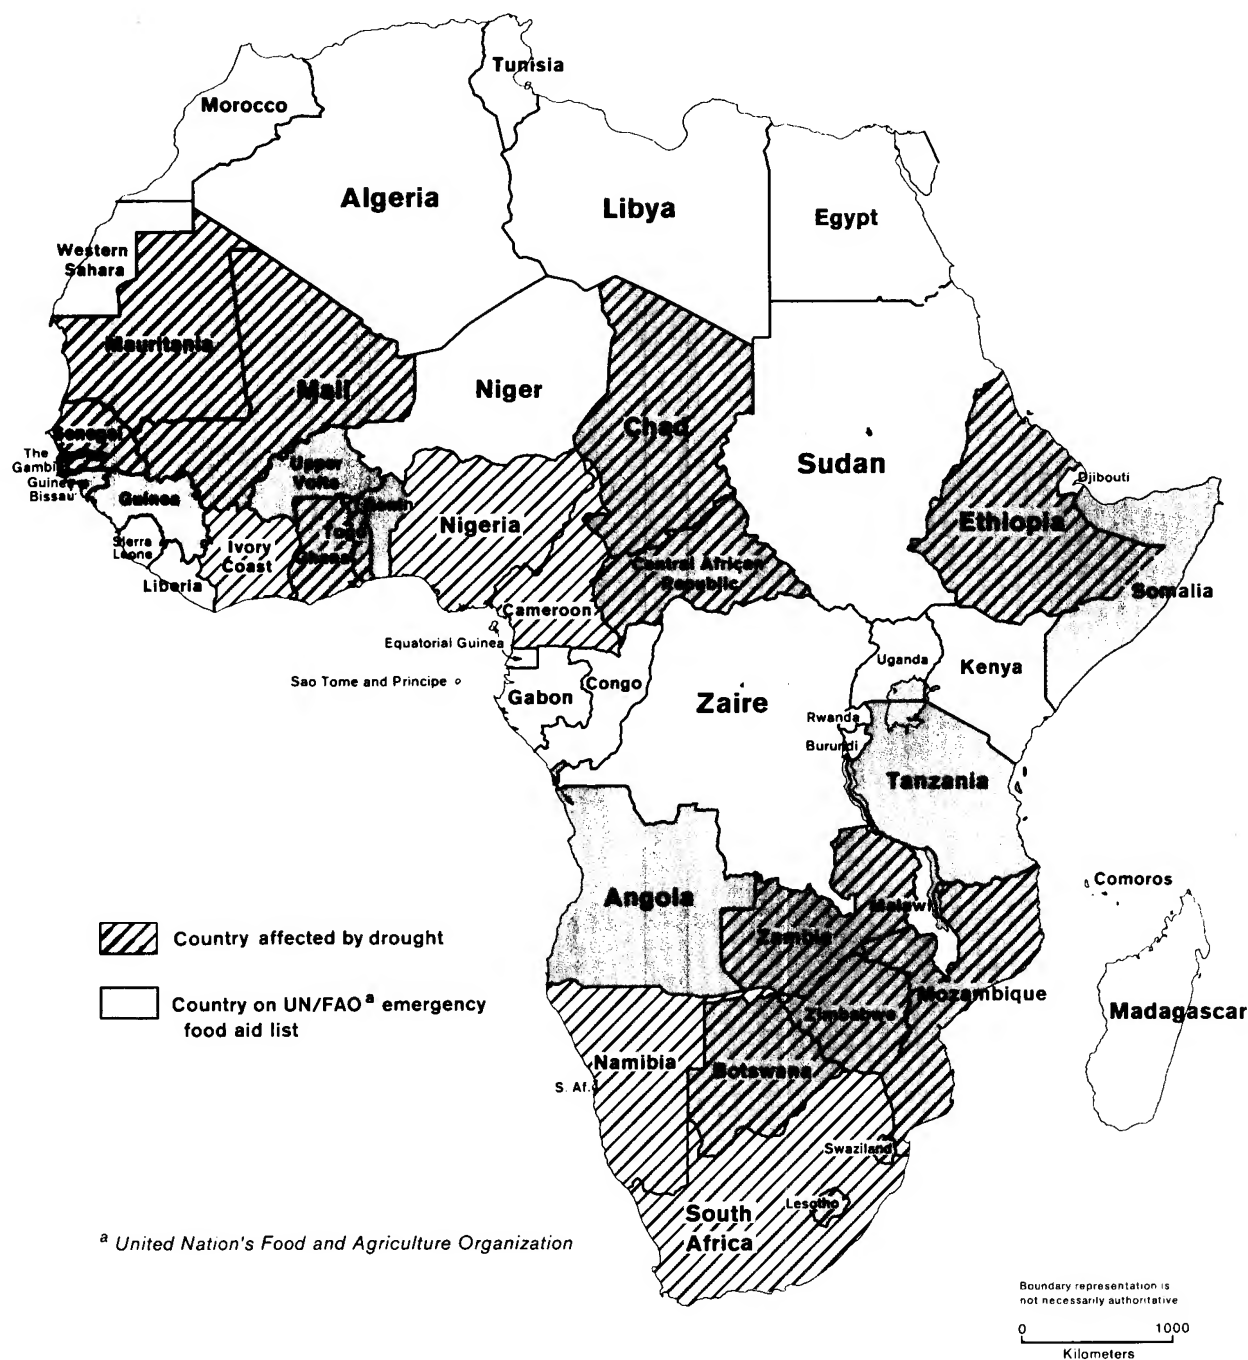 Tunisia
Morocco
Algeria
Libya
Egypt
Western
Sahara
Mauritania
Mali
Niger
Chad
Sudan
Senegal
The
Gambia
Guinea
Bissau
Guinea
Upper
Volta
Benin
Togo
Ghana
Nigeria
Ivory
Coast
Sierra
Leone
Liberia
Djibouti
Ethiopia
Somalia
Central African
Republic
Cameroon
Equatorial Guinea
Sao Tome and Principe
Gabon
Congo
Zaire
Uganda
Kenya
Rwanda
Burundi
Tanzania
Angola
Comoros
Malawi
Zambia
Mozambique
Madagascar
Zimbabwe
Namibia
Botswana
S. Af.
Swaziland
Lesotho
South
Africa
Country affected by drought
Country on UN/FAO a emergency
food aid list
a United Nation's Food and Agriculture Organization
Boundary representation is
not necessarily authoritative
0 1000
Kilometers